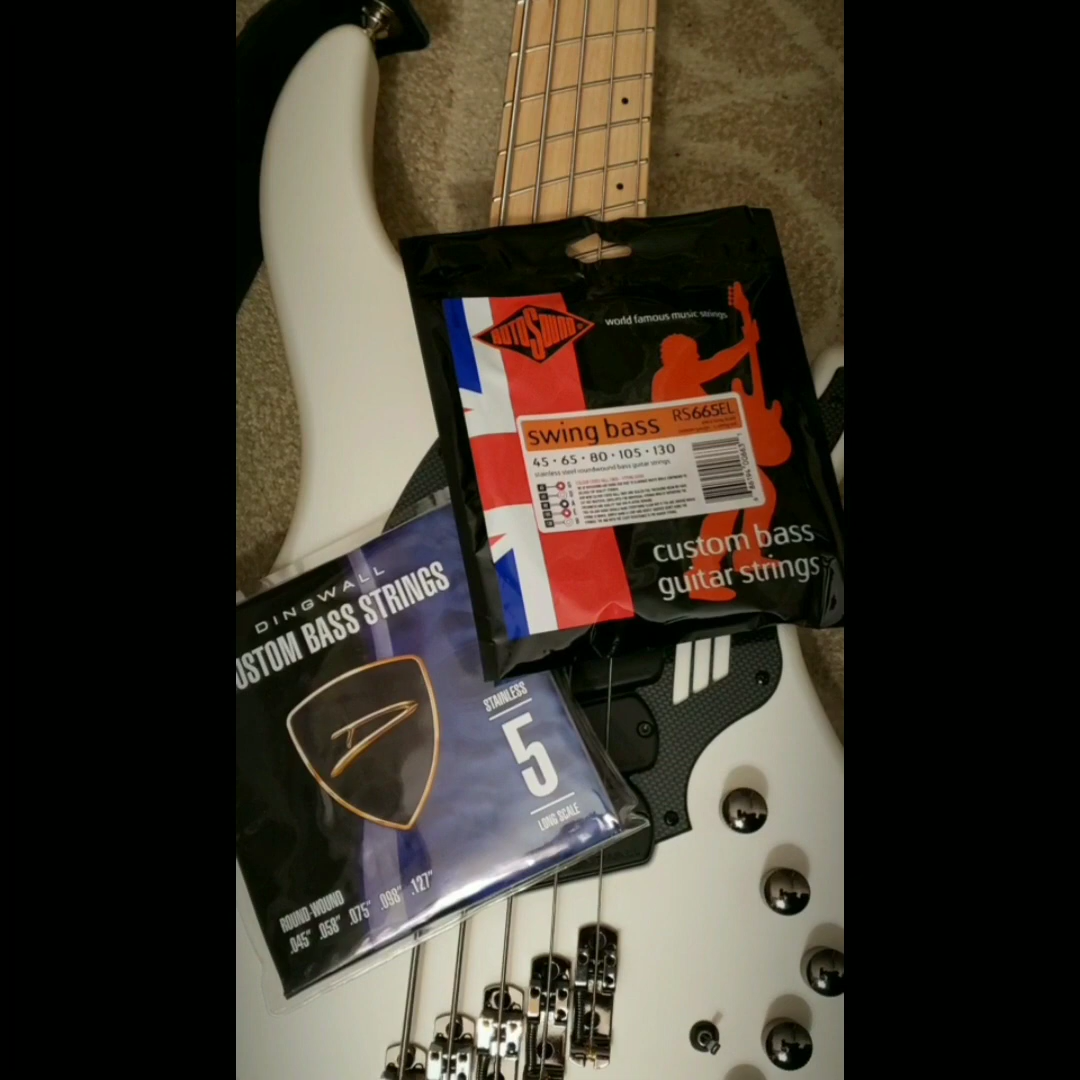 ROTOSOUND
world famous music strings
swing bass
RS665EL
45 · 65 · 80 · 105 · 130
stainless steel roundwound bass guitar strings
custom bass
guitar strings
DINGWALL
USTOM BASS STRINGS
STAINLESS
5
LONG SCALE
ROUND-WOUND
.045" .058" .075" .098" .127"